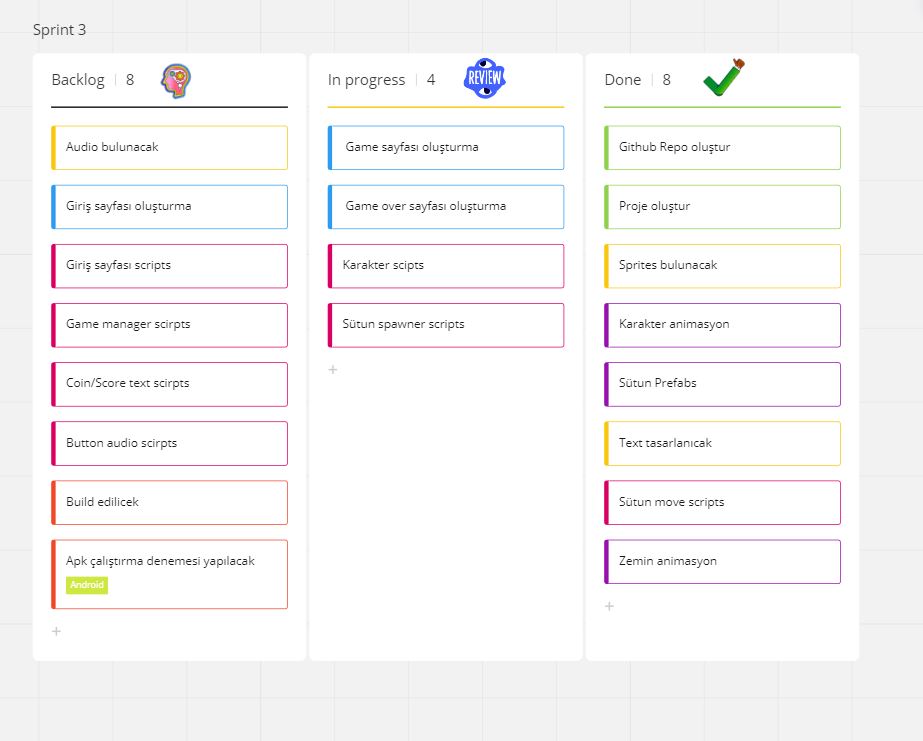 Sprint 3
Backlog 8
Audio bulunacak
Giriş sayfası oluşturma
Giriş sayfası scripts
Game manager scirpts
Coin/Score text scirpts
Button audio scirpts
Build edilicek
Apk çalıştırma denemesi yapılacak
Android
In progress 4
REVIEW
Game sayfası oluşturma
Game over sayfası oluşturma
Karakter scipts
Sütun spawner scripts
Done 8
Github Repo oluştur
Proje oluştur
Sprites bulunacak
Karakter animasyon
Sütun Prefabs
Text tasarlanıcak
Sütun move scripts
Zemin animasyon